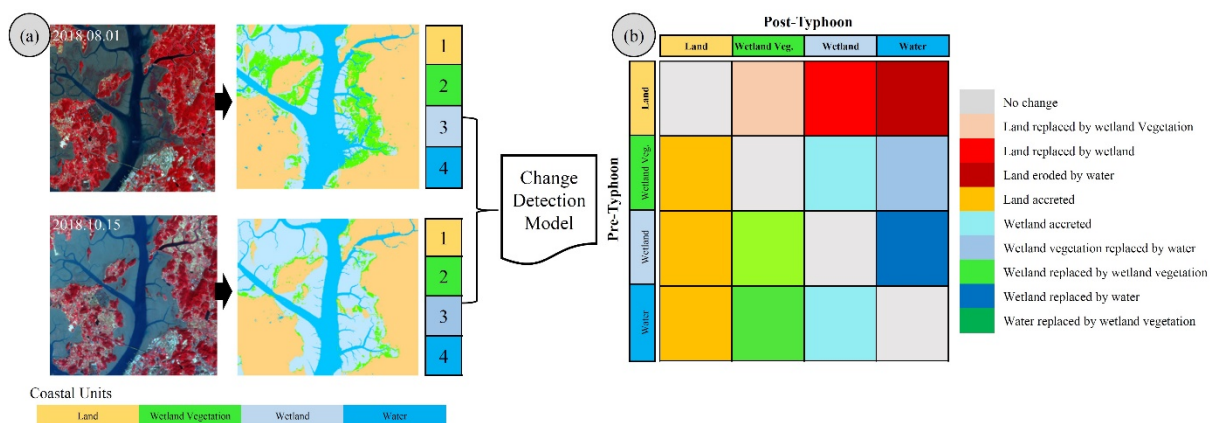 (a)
2018.08.01
1
2
3
4
2018.10.15
1
2
3
4
Change
Detection
Model
Coastal Units
Land
Wetland Vegetation
Wetland
Water
(b)
Post-Typhoon
Land
Wetland Veg.
Wetland
Water
Pre-Typhoon
Land
Wetland Veg.
Wetland
Water
No change
Land replaced by wetland Vegetation
Land replaced by wetland
Land eroded by water
Land accreted
Wetland accreted
Wetland vegetation replaced by water
Wetland replaced by wetland vegetation
Wetland replaced by water
Water replaced by wetland vegetation